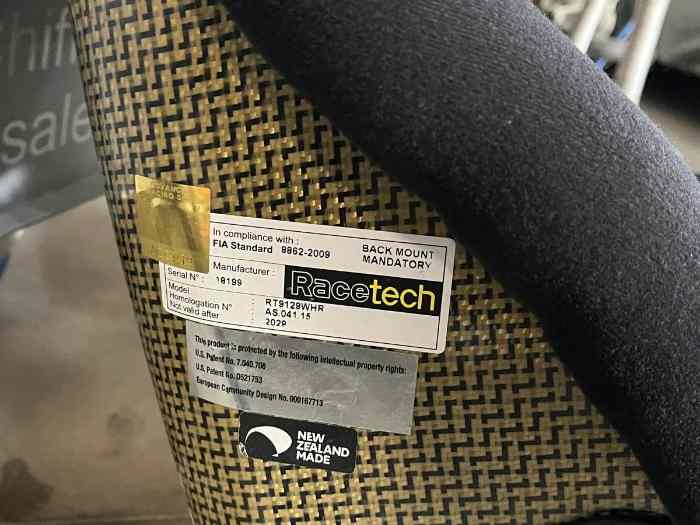 Shif
sale
In compliance with :
FIA Standard 8862-2009
BACK MOUNT
MANDATORY
Manufacturer :
Racetech
Serial N° : 18199
Model RT9129WHR
Homologation N° AS.041.15
Not valid after 2029
This product is protected by the following intellectual property rights:
U.S. Patent No. 7.040.706
U.S. Patent No. D521753
European Community Design No. 000167713
NEW
ZEALAND
MADE